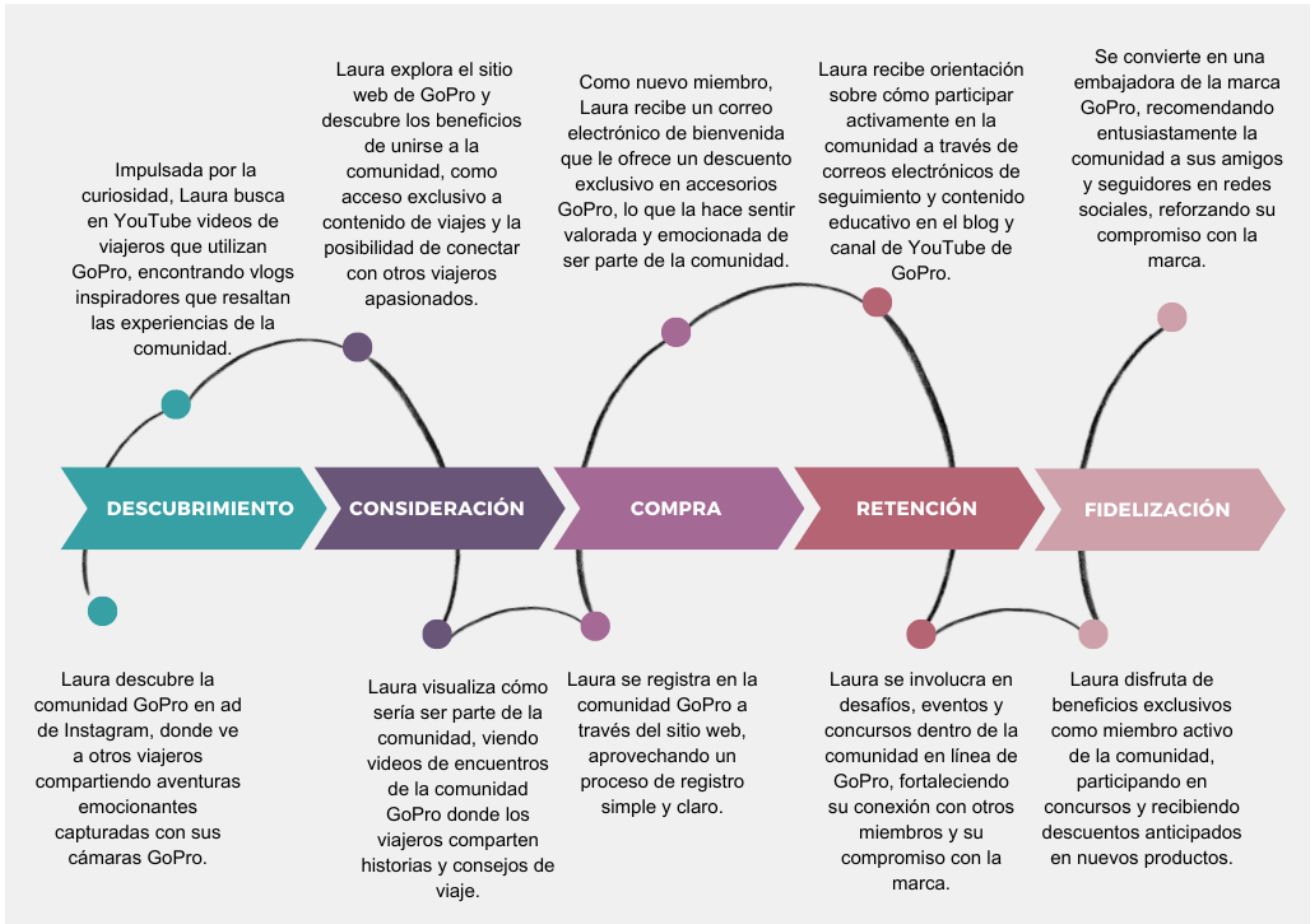 Impulsada por la
curiosidad, Laura busca
en YouTube videos de
viajeros que utilizan
GoPro, encontrando vlogs
inspiradores que resaltan
las experiencias de la
comunidad.
Laura explora el sitio
web de GoPro y
descubre los beneficios
de unirse a la
comunidad, como
acceso exclusivo a
contenido de viajes y la
posibilidad de conectar
con otros viajeros
apasionados.
Como nuevo miembro,
Laura recibe un correo
electrónico de bienvenida
que le ofrece un descuento
exclusivo en accesorios
GoPro, lo que la hace sentir
valorada y emocionada de
ser parte de la comunidad.
Laura recibe orientación
sobre cómo participar
activamente en la
comunidad a través de
correos electrónicos de
seguimiento y contenido
educativo en el blog y
canal de YouTube de
GoPro.
Se convierte en una
embajadora de la marca
GoPro, recomendando
entusiastamente la
comunidad a sus amigos
y seguidores en redes
sociales, reforzando su
compromiso con la
marca.
DESCUBRIMIENTO
CONSIDERACIÓN
COMPRA
RETENCIÓN
FIDELIZACIÓN
Laura descubre la
comunidad GoPro en ad
de Instagram, donde ve
a otros viajeros
compartiendo aventuras
emocionantes
capturadas con sus
cámaras GoPro.
Laura visualiza cómo
sería ser parte de la
comunidad, viendo
videos de encuentros
de la comunidad
GoPro donde los
viajeros comparten
historias y consejos de
viaje.
Laura se registra en la
comunidad GoPro a
través del sitio web,
aprovechando un
proceso de registro
simple y claro.
Laura se involucra en
desafíos, eventos y
concursos dentro de la
comunidad en línea de
GoPro, fortaleciendo
su conexión con otros
miembros y su
compromiso con la
marca.
Laura disfruta de
beneficios exclusivos
como miembro activo
de la comunidad,
participando en
concursos y recibiendo
descuentos anticipados
en nuevos productos.